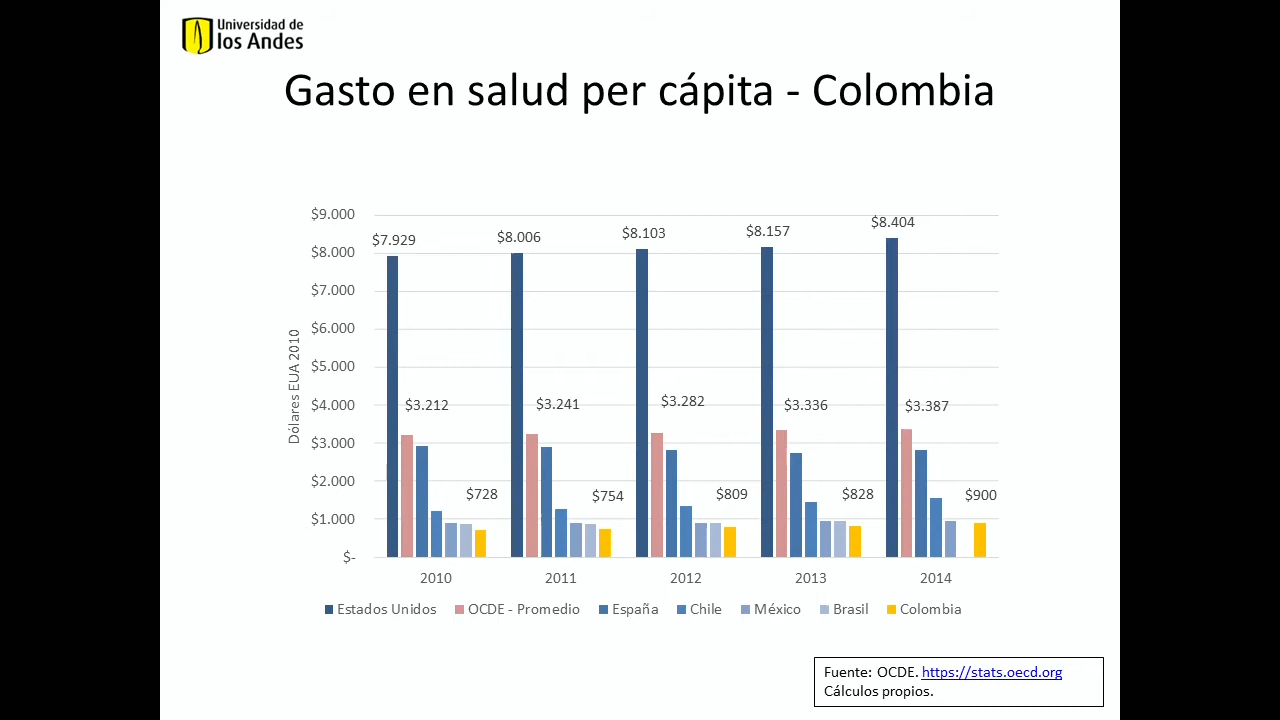 Universidad de
los Andes
Gasto en salud per cápita - Colombia
Dólares EUA 2010
$9.000
$8.000
$7.000
$6.000
$5.000
$4.000
$3.000
$2.000
$1.000
$-
$7.929
$8.006
$8.103
$8.157
$8.404
$3.212
$3.241
$3.282
$3.336
$3.387
$728
$754
$809
$828
$900
2010
2011
2012
2013
2014
Estados Unidos
OCDE - Promedio
España
Chile
México
Brasil
Colombia
Fuente: OCDE. https://stats.oecd.org
Cálculos propios.